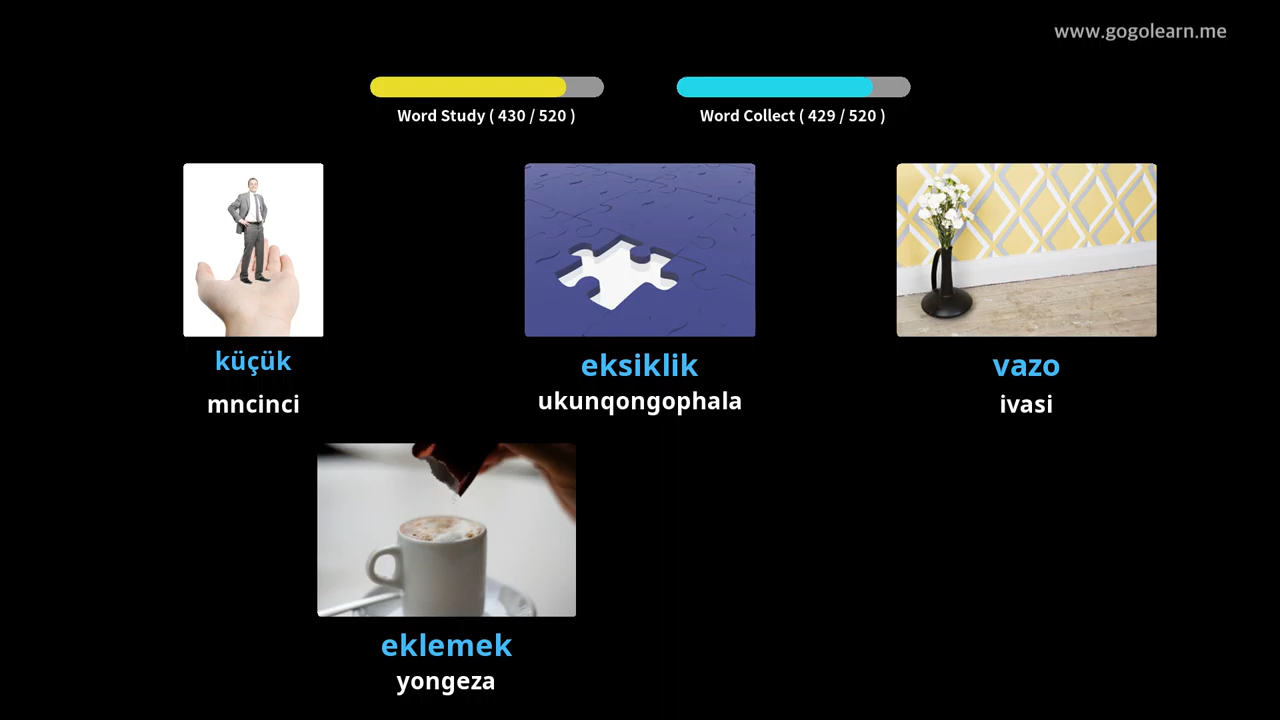 www.gogolearn.me
Word Study ( 430 / 520 )
Word Collect ( 429 / 520 )
küçük
mncinci
eksiklik
ukunqongophala
vazo
ivasi
eklemek
yongeza